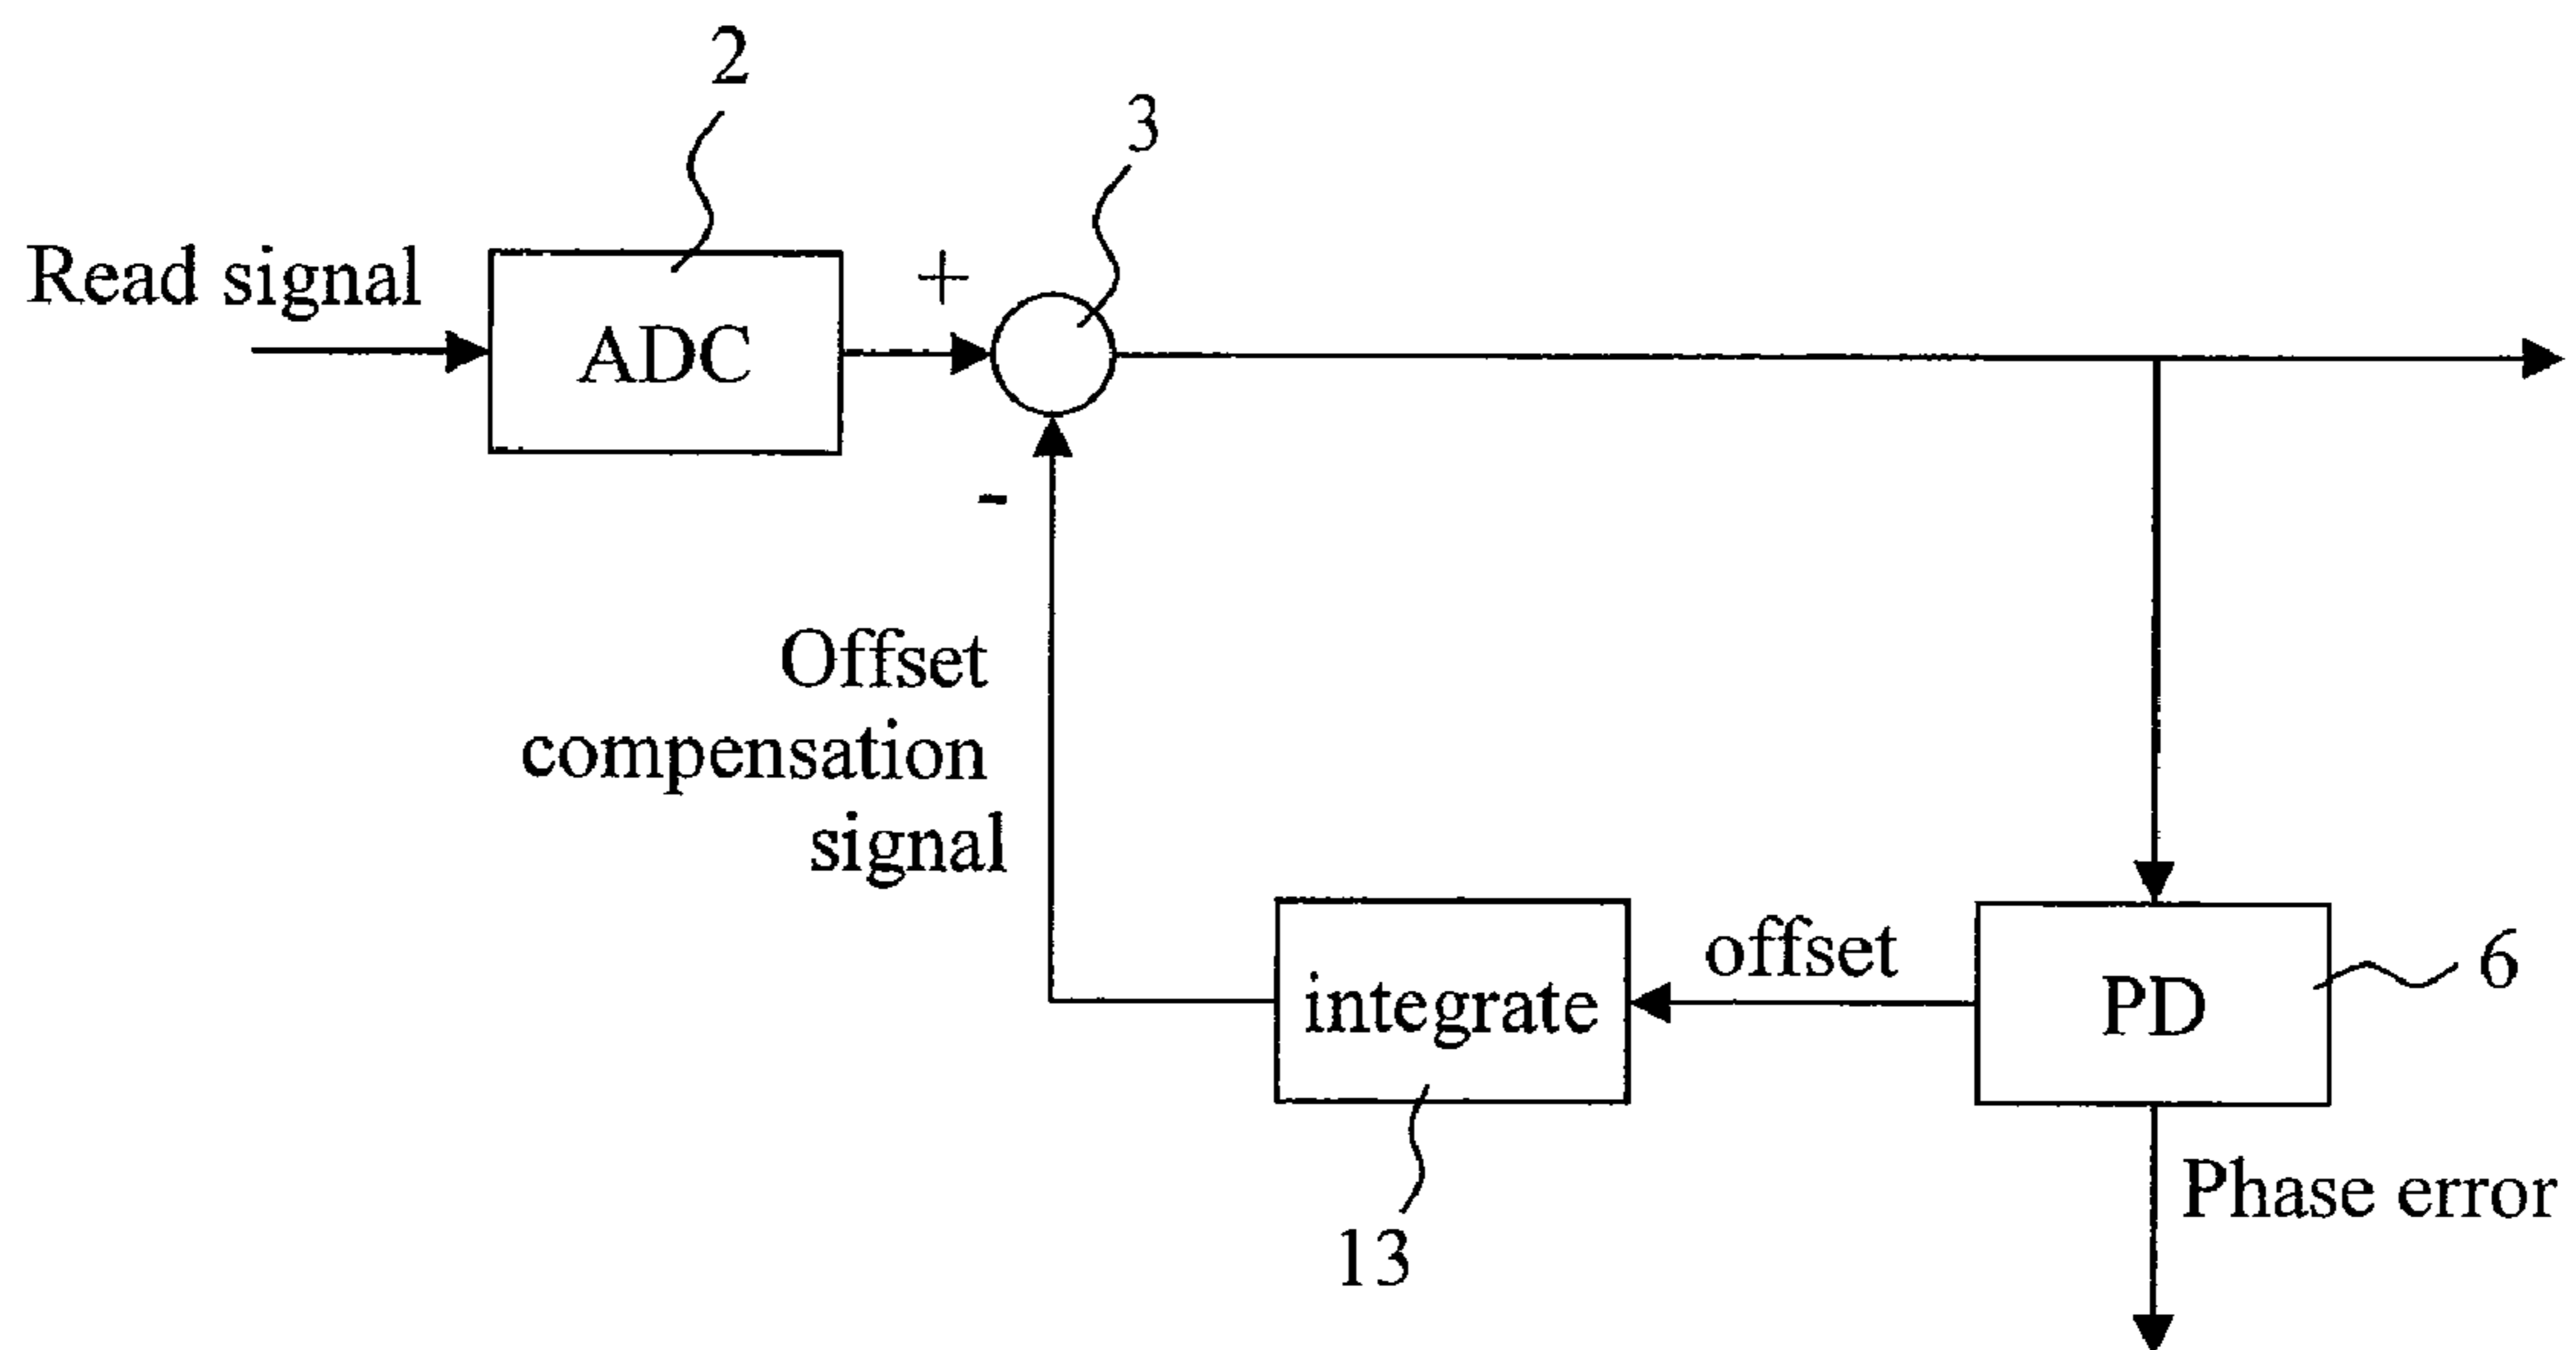 2
3
Read signal
+
ADC
-
Offset
compensation
signal
offset
integrate
PD
6
Phase error
13